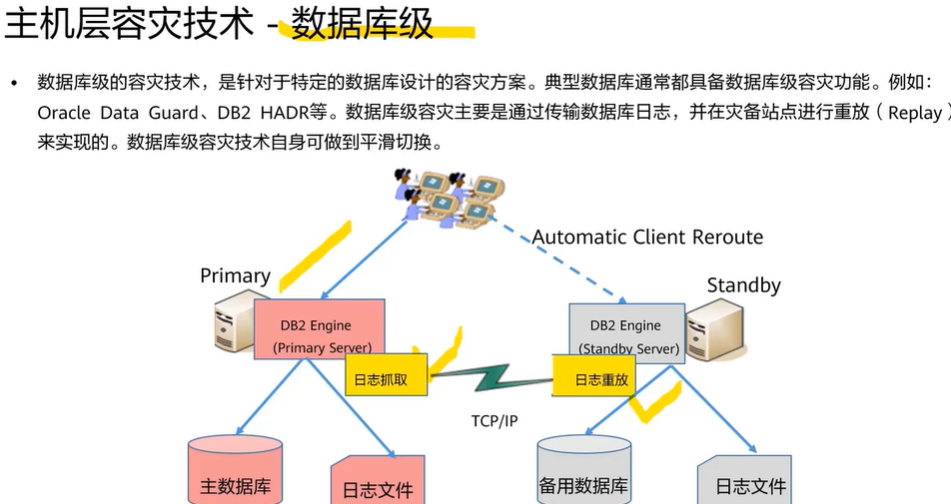 主机层容灾技术 - 数据库级
• 数据库级的容灾技术，是针对于特定的数据库设计的容灾方案。典型数据库通常都具备数据库级容灾功能。例如：
Oracle Data Guard、DB2 HADR等。数据库级容灾主要是通过传输数据库日志，并在灾备站点进行重放（Replay）
来实现的。数据库级容灾技术自身可做到平滑切换。
Automatic Client Reroute
Primary
Standby
DB2 Engine
(Primary Server)
DB2 Engine
(Standby Server)
日志抓取
日志重放
TCP/IP
主数据库
日志文件
备用数据库
日志文件